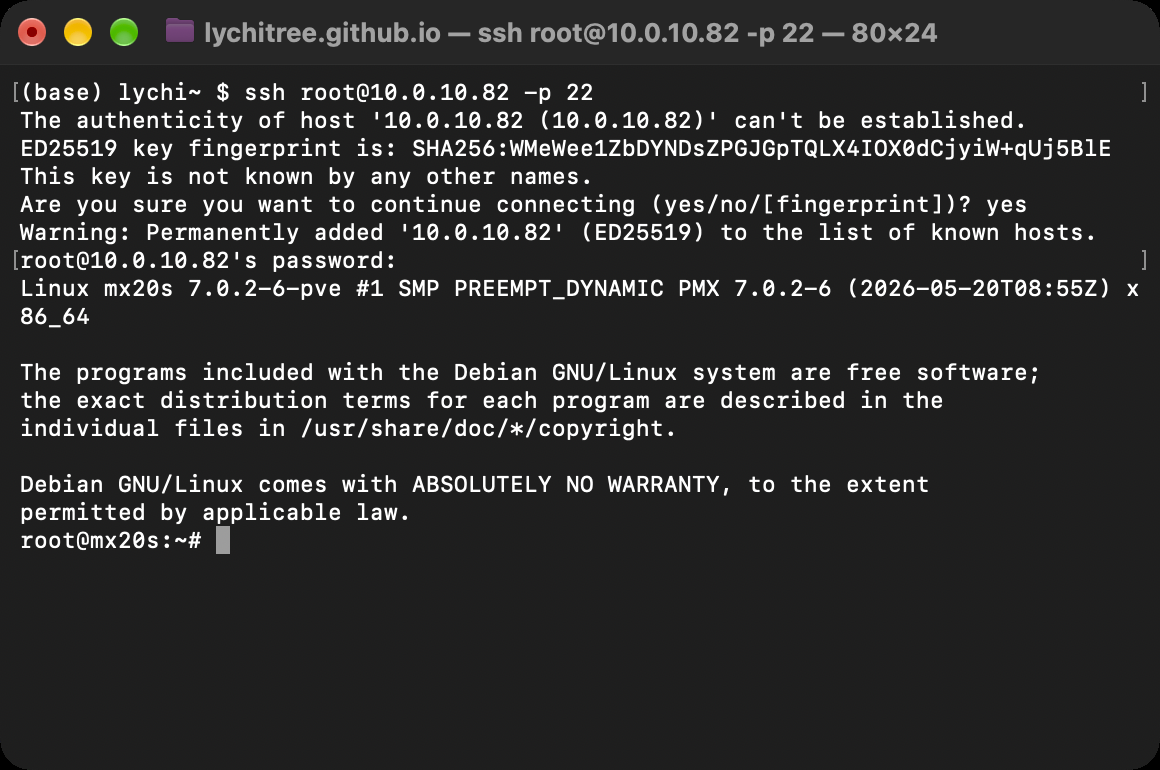 lychitree.github.io — ssh root@10.0.10.82 -p 22 — 80×24
[(base) lychi~ $ ssh root@10.0.10.82 -p 22 ]
The authenticity of host '10.0.10.82 (10.0.10.82)' can't be established.
ED25519 key fingerprint is: SHA256:WMeWee1ZbDYNDsZPGJGpTQLX4IOX0dCjyiW+qUj5BlE
This key is not known by any other names.
Are you sure you want to continue connecting (yes/no/[fingerprint])? yes
Warning: Permanently added '10.0.10.82' (ED25519) to the list of known hosts.
[root@10.0.10.82's password: ]
Linux mx20s 7.0.2-6-pve #1 SMP PREEMPT_DYNAMIC PMX 7.0.2-6 (2026-05-20T08:55Z) x
86_64
The programs included with the Debian GNU/Linux system are free software;
the exact distribution terms for each program are described in the
individual files in /usr/share/doc/*/copyright.
Debian GNU/Linux comes with ABSOLUTELY NO WARRANTY, to the extent
permitted by applicable law.
root@mx20s:~#